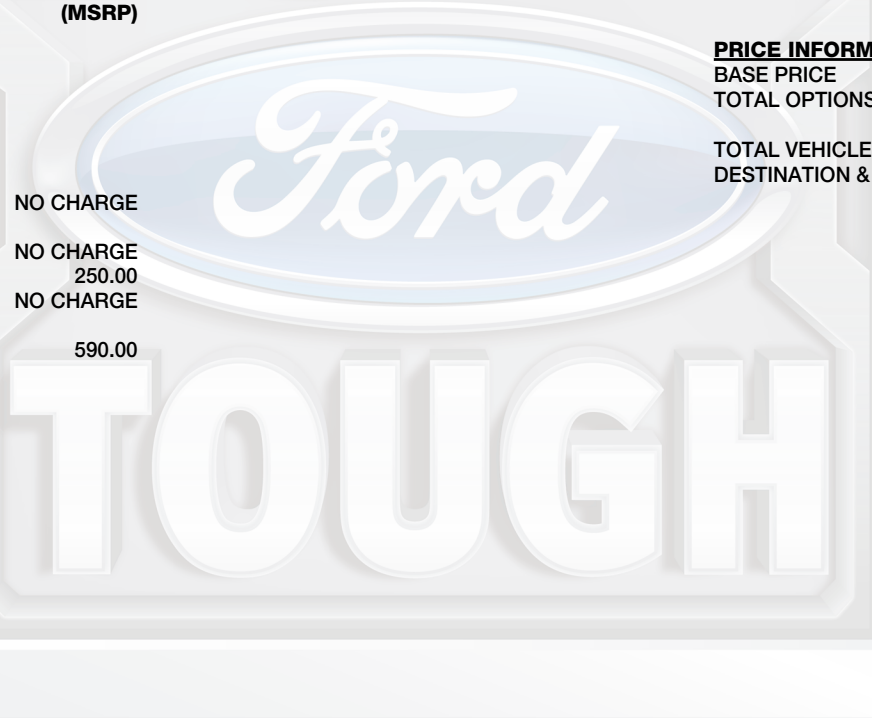 (MSRP)
NO CHARGE
NO CHARGE
250.00
NO CHARGE
590.00
PRICE INFORM
BASE PRICE
TOTAL OPTIONS
TOTAL VEHICLE
DESTINATION &
Ford
TOUGH